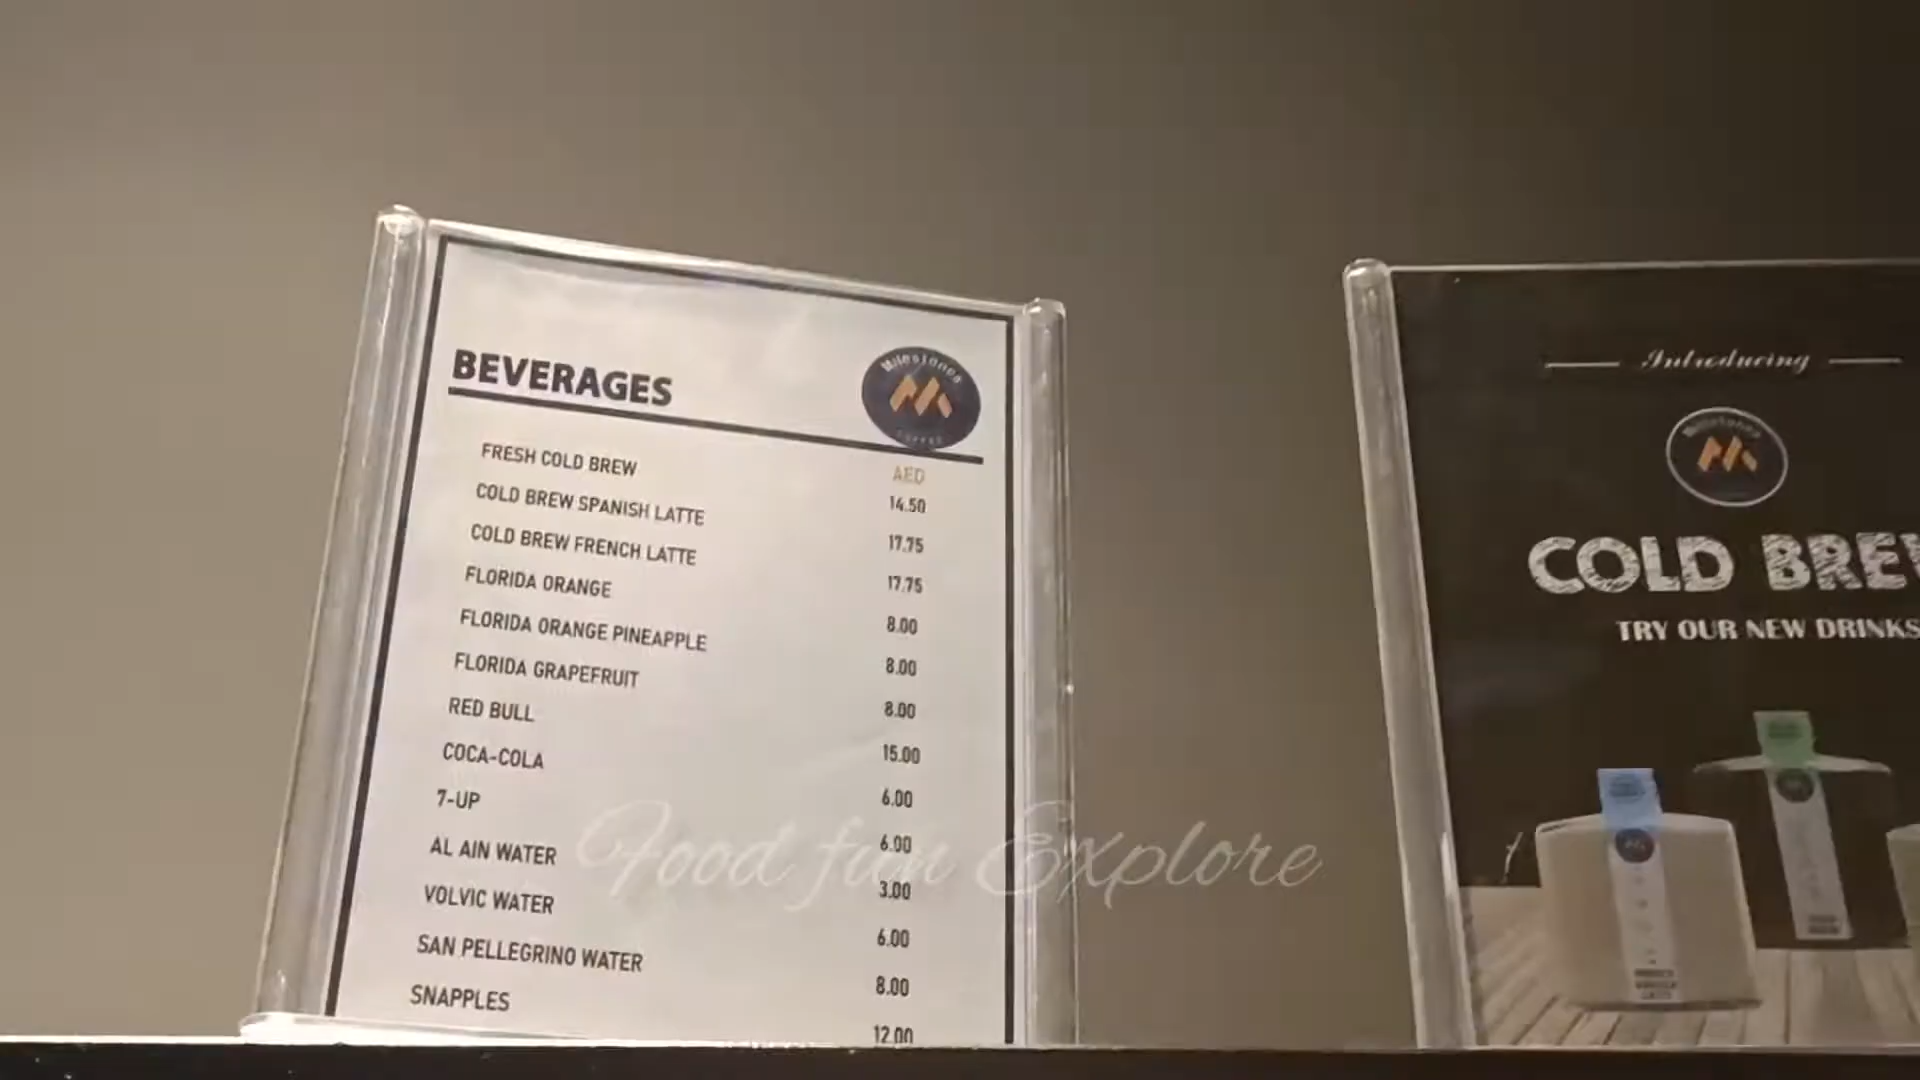 BEVERAGES
Milestones
COFFEE
AED
FRESH COLD BREW 14.50
COLD BREW SPANISH LATTE 17.75
COLD BREW FRENCH LATTE 17.75
FLORIDA ORANGE 8.00
FLORIDA ORANGE PINEAPPLE 8.00
FLORIDA GRAPEFRUIT 8.00
RED BULL 15.00
COCA-COLA 6.00
7-UP 6.00
AL AIN WATER 3.00
VOLVIC WATER 6.00
SAN PELLEGRINO WATER 8.00
SNAPPLES 12.00
Introducing
Milestones
COLD BREW
TRY OUR NEW DRINKS
Food fun Explore